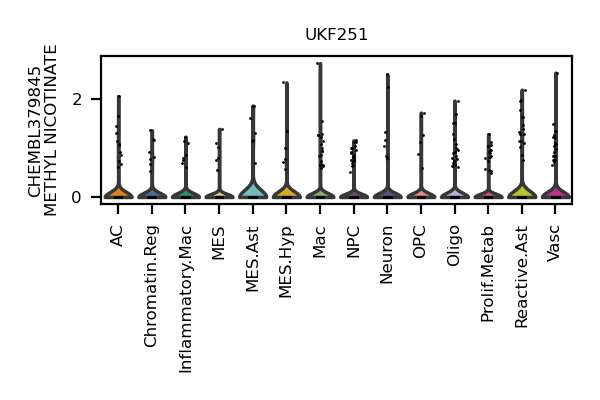 UKF251
CHEMBL379845
METHYL NICOTINATE
2
0
AC
Chromatin.Reg
Inflammatory.Mac
MES
MES.Ast
MES.Hyp
Mac
NPC
Neuron
OPC
Oligo
Prolif.Metab
Reactive.Ast
Vasc